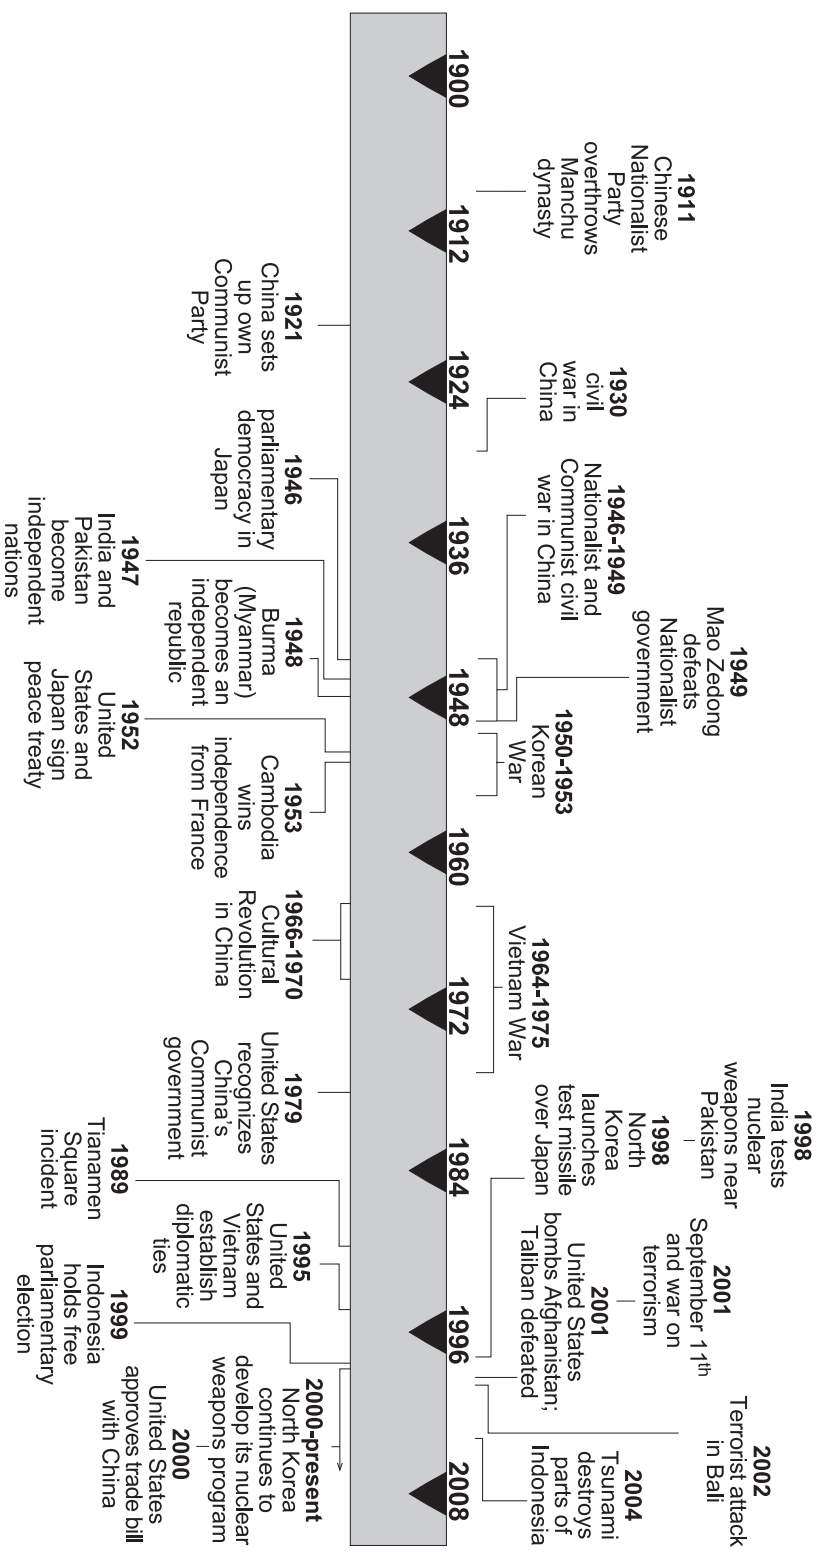 1900
1912
1924
1936
1948
1960
1972
1984
1996
2008
1911
Chinese
Nationalist
Party
overthrows
Manchu
dynasty
1930
civil
war in
China
1946-1949
Nationalist and
Communist civil
war in China
1949
Mao Zedong
defeats
Nationalist
government
1950-1953
Korean
War
1964-1975
Vietnam War
1998
India tests
nuclear
weapons near
Pakistan
1998
North
Korea
launches
test missile
over Japan
2001
September 11th
and war on
terrorism
2001
United States
bombs Afghanistan;
Taliban defeated
2002
Terrorist attack
in Bali
2004
Tsunami
destroys
parts of
Indonesia
1921
China sets
up own
Communist
Party
1946
parliamentary
democracy in
Japan
1947
India and
Pakistan
become
independent
nations
1948
Burma
(Myanmar)
becomes an
independent
republic
1952
United
States and
Japan sign
peace treaty
1953
Cambodia
wins
independence
from France
1966-1970
Cultural
Revolution
in China
1979
United States
recognizes
China's
Communist
government
1989
Tianamen
Square
incident
1995
United
States and
Vietnam
establish
diplomatic
ties
1999
Indonesia
holds free
parliamentary
election
2000-present
North Korea
continues to
develop its nuclear
weapons program
2000
United States
approves trade bill
with China